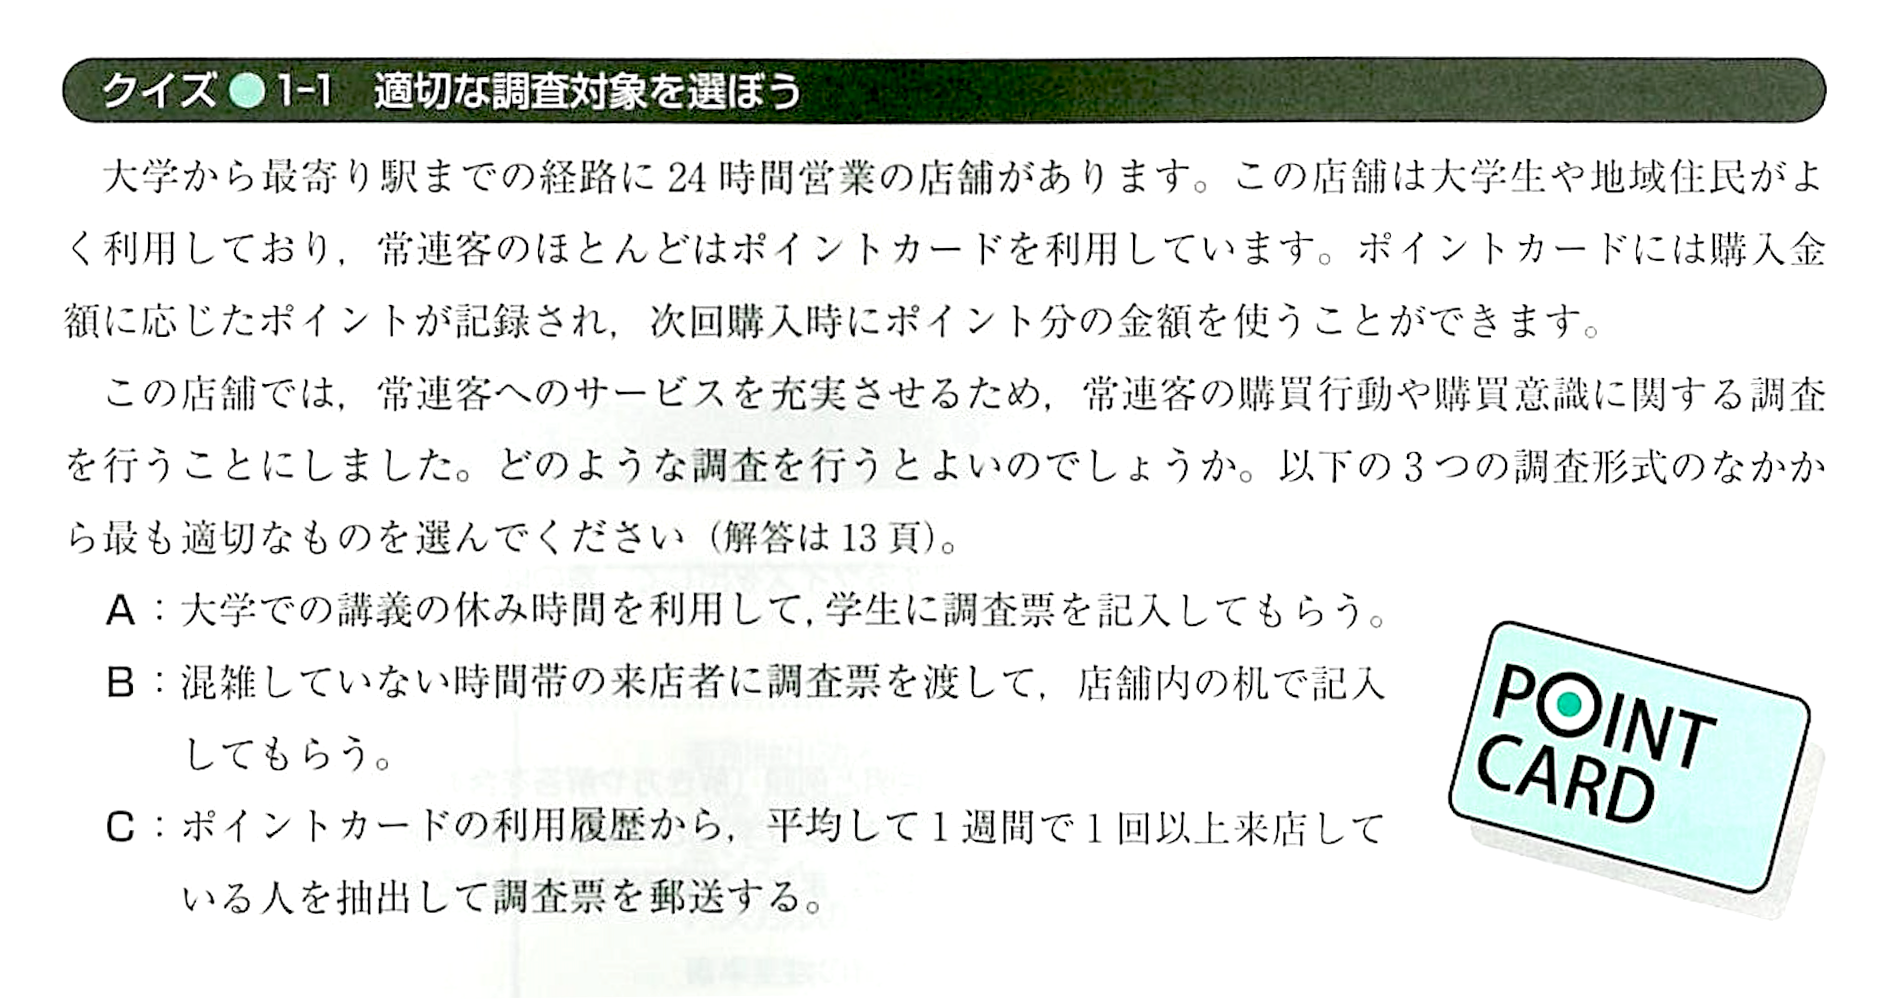 クイズ●1-1　適切な調査対象を選ぼう
　大学から最寄り駅までの経路に 24 時間営業の店舗があります。この店舗は大学生や地域住民がよ
く利用しており，常連客のほとんどはポイントカードを利用しています。ポイントカードには購入金
額に応じたポイントが記録され，次回購入時にポイント分の金額を使うことができます。
　この店舗では，常連客へのサービスを充実させるため，常連客の購買行動や購買意識に関する調査
を行うことにしました。どのような調査を行うとよいのでしょうか。以下の 3 つの調査形式のなかか
ら最も適切なものを選んでください（解答は 13 頁）。
A：大学での講義の休み時間を利用して，学生に調査票を記入してもらう。
B：混雑していない時間帯の来店者に調査票を渡して，店舗内の机で記入
してもらう。
C：ポイントカードの利用履歴から，平均して 1 週間で 1 回以上来店して
いる人を抽出して調査票を郵送する。
POINT
CARD